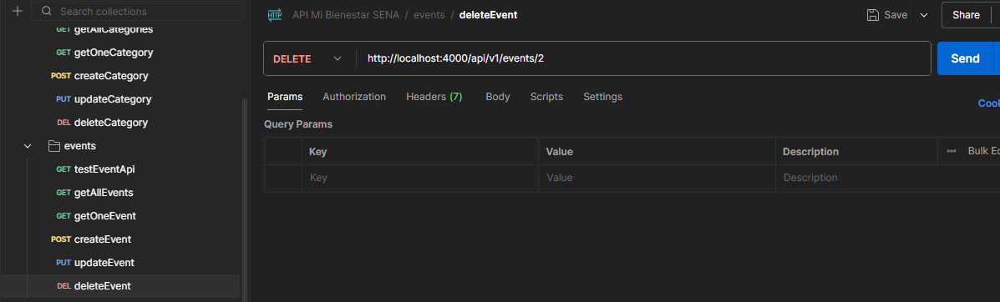 Search collections
GET getAllCategories
GET getOneCategory
POST createCategory
PUT updateCategory
DEL deleteCategory
events
GET testEventApi
GET getAllEvents
GET getOneEvent
POST createEvent
PUT updateEvent
DEL deleteEvent
HTTP API Mi Bienestar SENA / events / deleteEvent
Save
Share
DELETE http://localhost:4000/api/v1/events/2
Send
Params Authorization Headers (7) Body Scripts Settings
Cook
Query Params
Key Value Description ••• Bulk Ed
Key Value Description